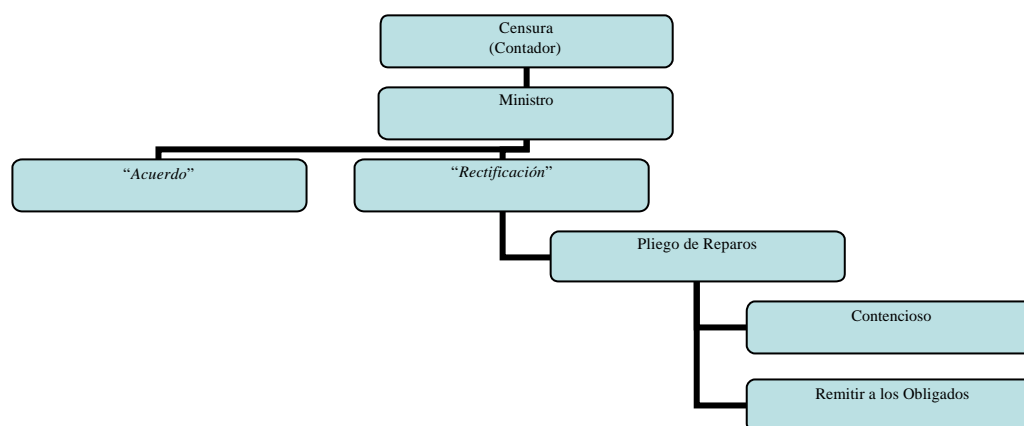 Censura
(Contador)
Ministro
“Acuerdo”
“Rectificación”
Pliego de Reparos
Contencioso
Remitir a los Obligados